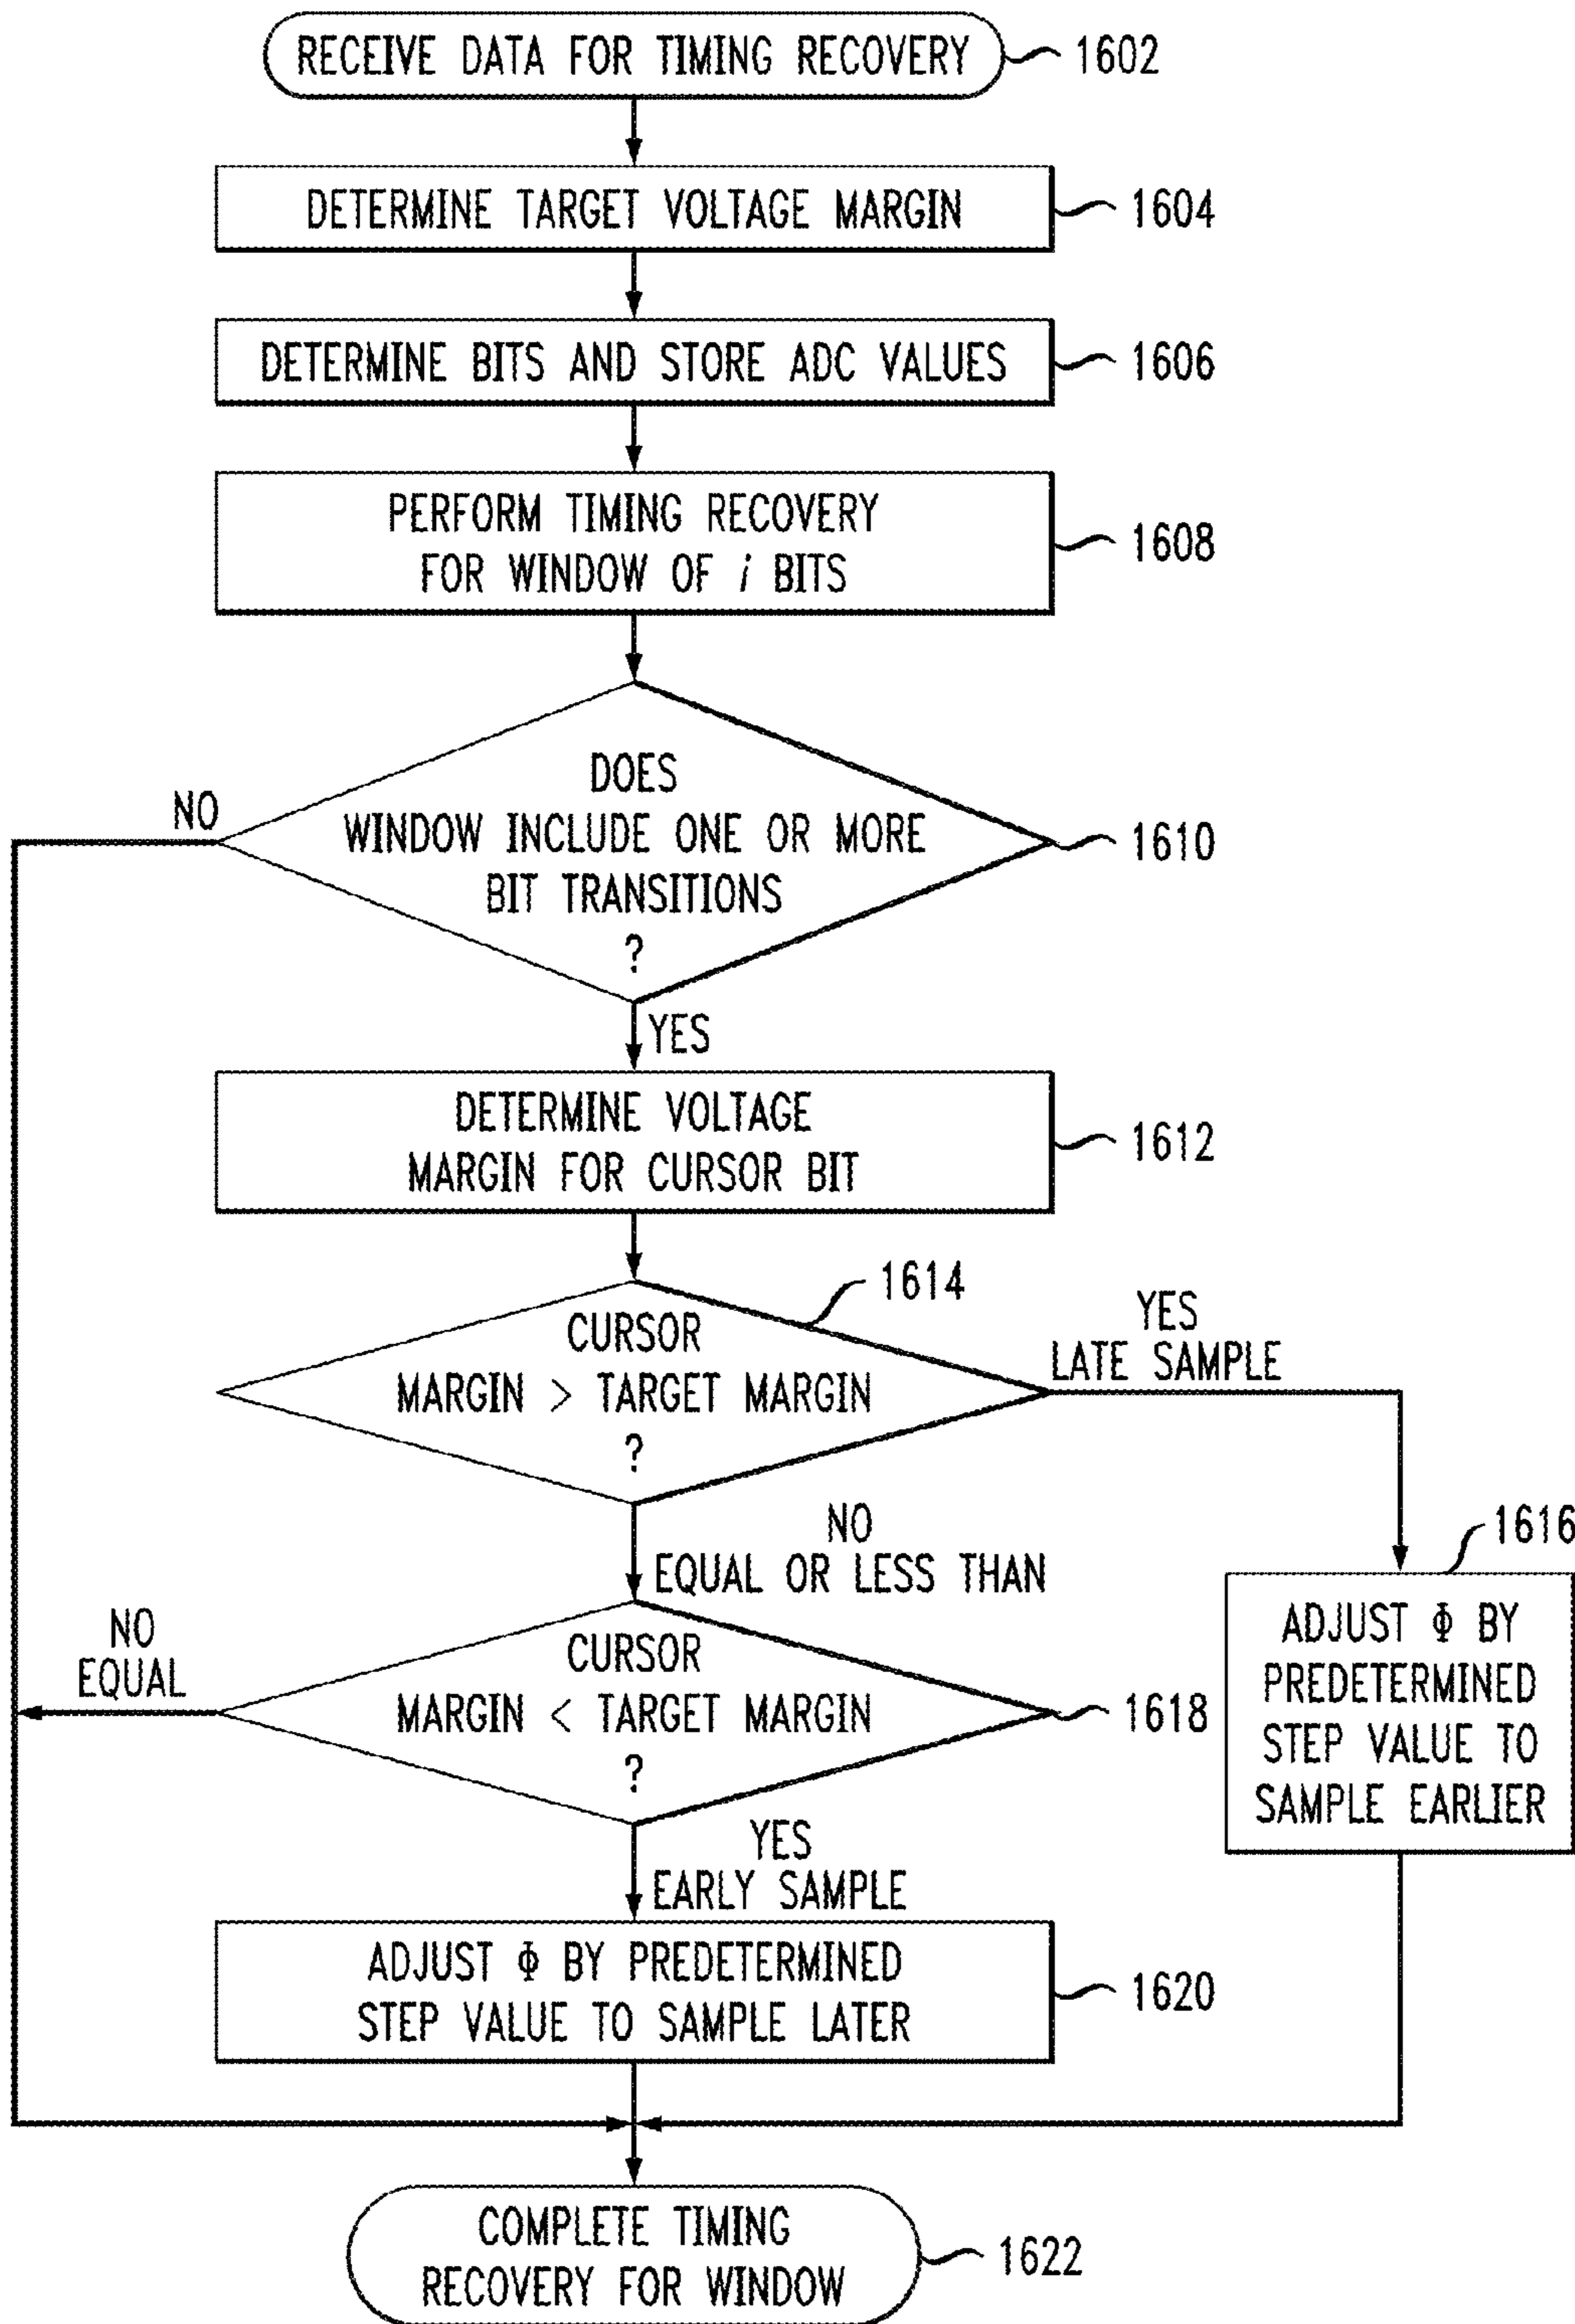 RECEIVE DATA FOR TIMING RECOVERY
1602
DETERMINE TARGET VOLTAGE MARGIN
1604
DETERMINE BITS AND STORE ADC VALUES
1606
PERFORM TIMING RECOVERY
FOR WINDOW OF i BITS
1608
DOES
WINDOW INCLUDE ONE OR MORE
BIT TRANSITIONS
?
1610
NO
YES
DETERMINE VOLTAGE
MARGIN FOR CURSOR BIT
1612
CURSOR
MARGIN > TARGET MARGIN
?
1614
YES
LATE SAMPLE
NO
EQUAL OR LESS THAN
1616
ADJUST Φ BY
PREDETERMINED
STEP VALUE TO
SAMPLE EARLIER
CURSOR
MARGIN < TARGET MARGIN
?
1618
NO
EQUAL
YES
EARLY SAMPLE
ADJUST Φ BY PREDETERMINED
STEP VALUE TO SAMPLE LATER
1620
COMPLETE TIMING
RECOVERY FOR WINDOW
1622